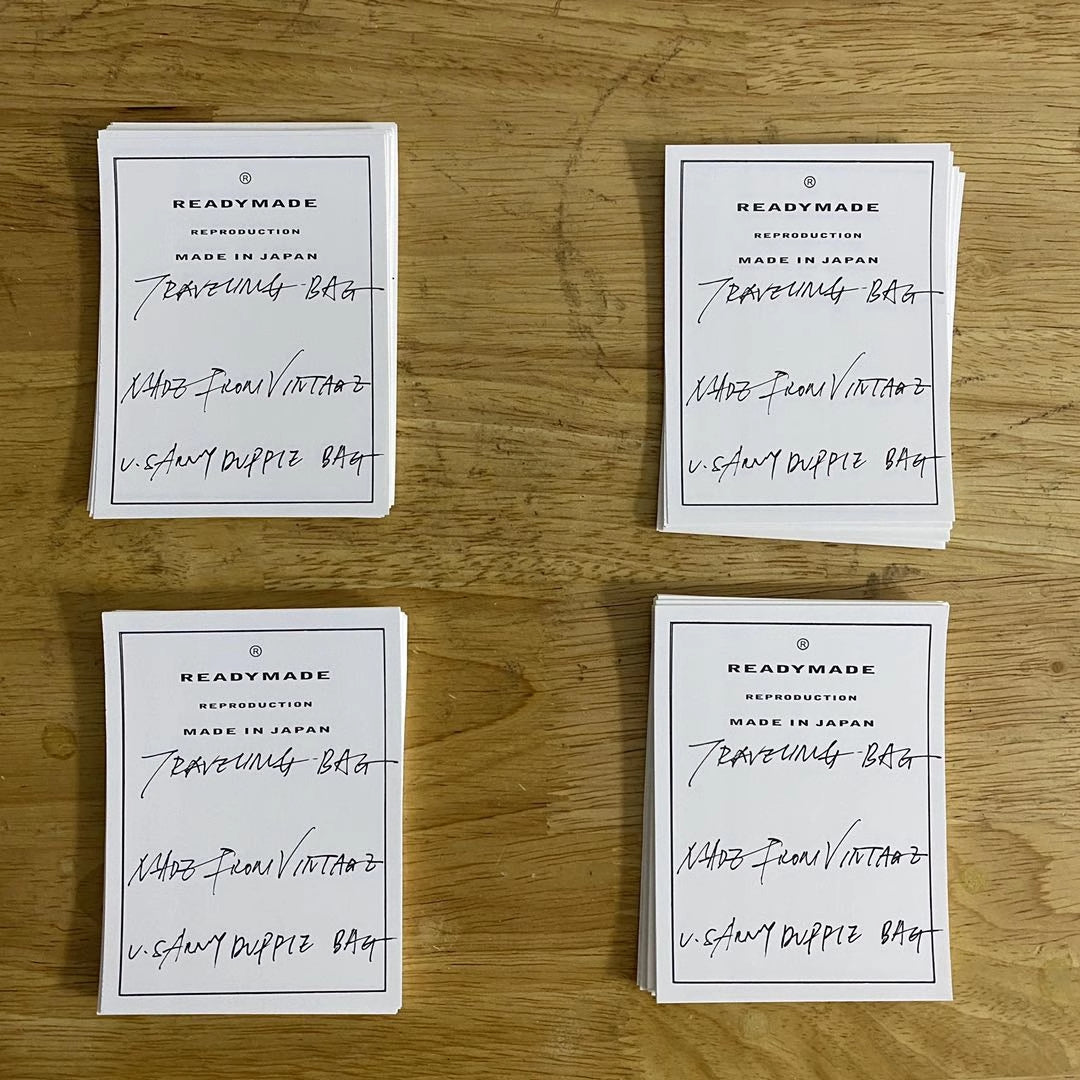 ®
READYMADE
REPRODUCTION
MADE IN JAPAN
TRAVELING BAG
MADE FROM VINTAGE
U.S ARMY DUFFLE BAG
®
READYMADE
REPRODUCTION
MADE IN JAPAN
TRAVELING BAG
MADE FROM VINTAGE
U.S ARMY DUFFLE BAG
®
READYMADE
REPRODUCTION
MADE IN JAPAN
TRAVELING BAG
MADE FROM VINTAGE
U.S ARMY DUFFLE BAG
®
READYMADE
REPRODUCTION
MADE IN JAPAN
TRAVELING BAG
MADE FROM VINTAGE
U.S ARMY DUFFLE BAG